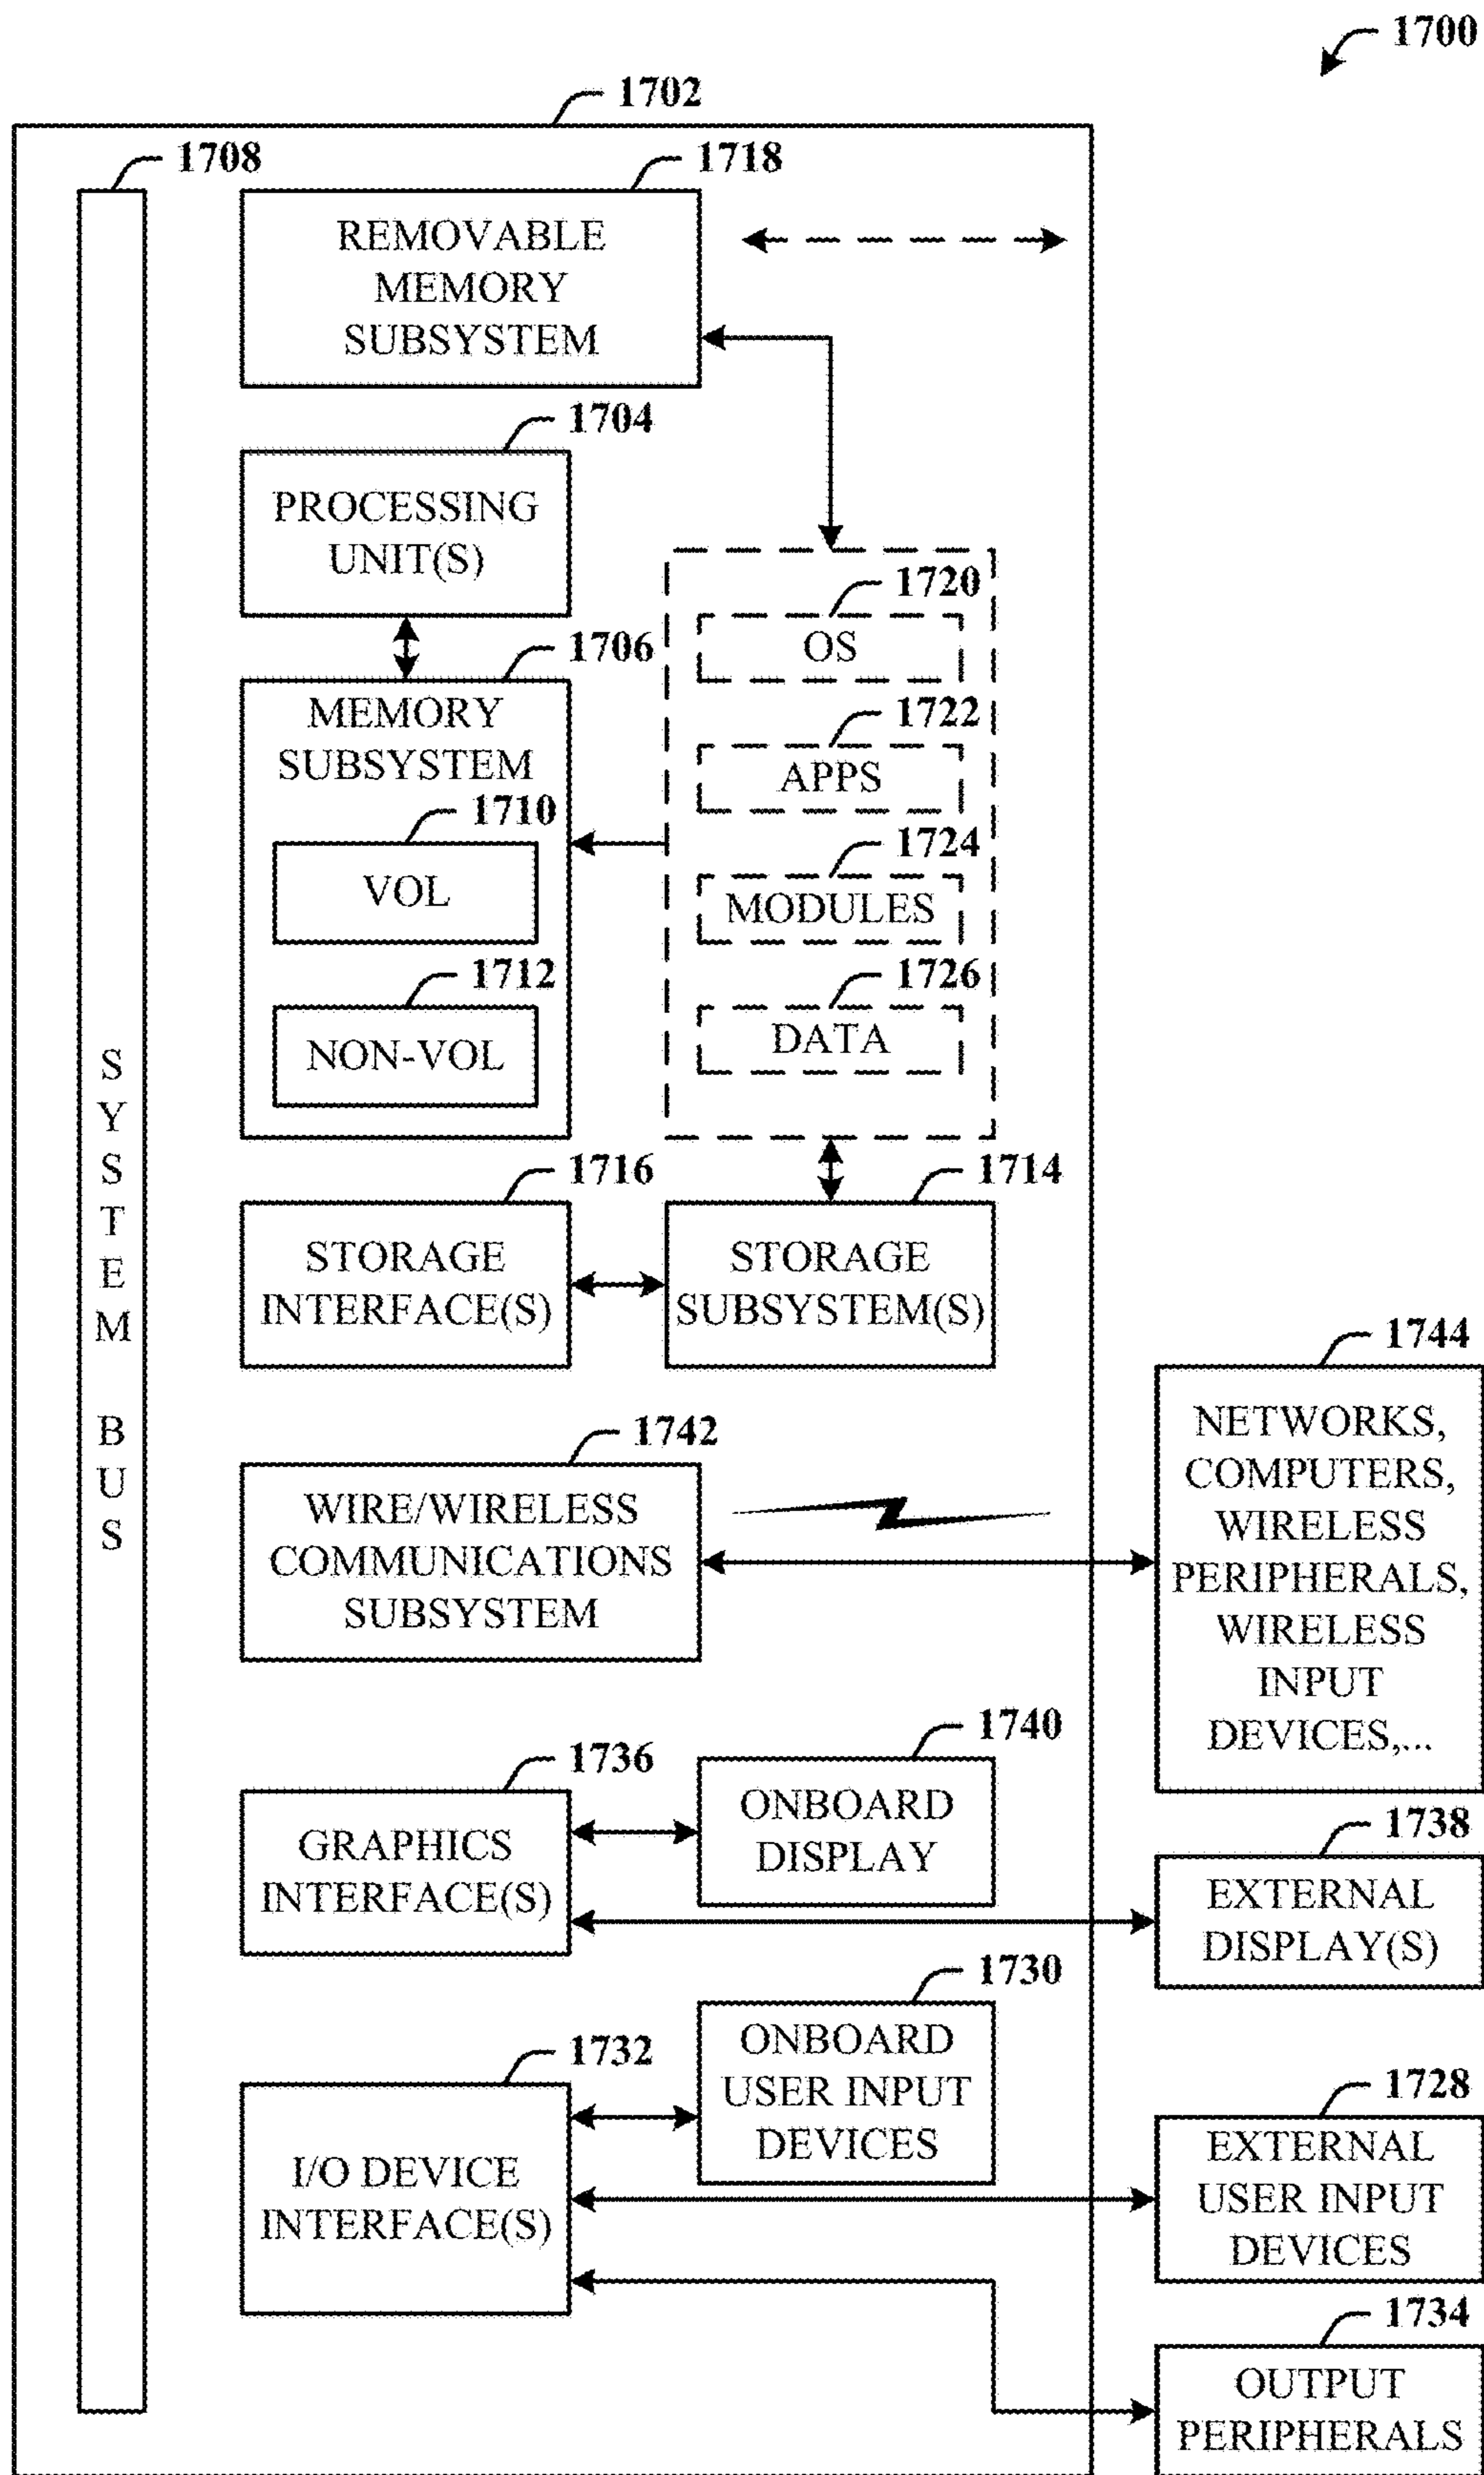 1700
1702
1708
1718
REMOVABLE
MEMORY
SUBSYSTEM
1704
PROCESSING
UNIT(S)
1720
OS
1706
MEMORY
SUBSYSTEM
1722
APPS
1710
VOL
1724
MODULES
1712
NON-VOL
1726
DATA
SYSTEM BUS
1716
STORAGE
INTERFACE(S)
1714
STORAGE
SUBSYSTEM(S)
1744
NETWORKS,
COMPUTERS,
WIRELESS
PERIPHERALS,
WIRELESS
INPUT
DEVICES,...
1742
WIRE/WIRELESS
COMMUNICATIONS
SUBSYSTEM
1740
ONBOARD
DISPLAY
1736
GRAPHICS
INTERFACE(S)
1738
EXTERNAL
DISPLAY(S)
1730
ONBOARD
USER INPUT
DEVICES
1732
I/O DEVICE
INTERFACE(S)
1728
EXTERNAL
USER INPUT
DEVICES
1734
OUTPUT
PERIPHERALS